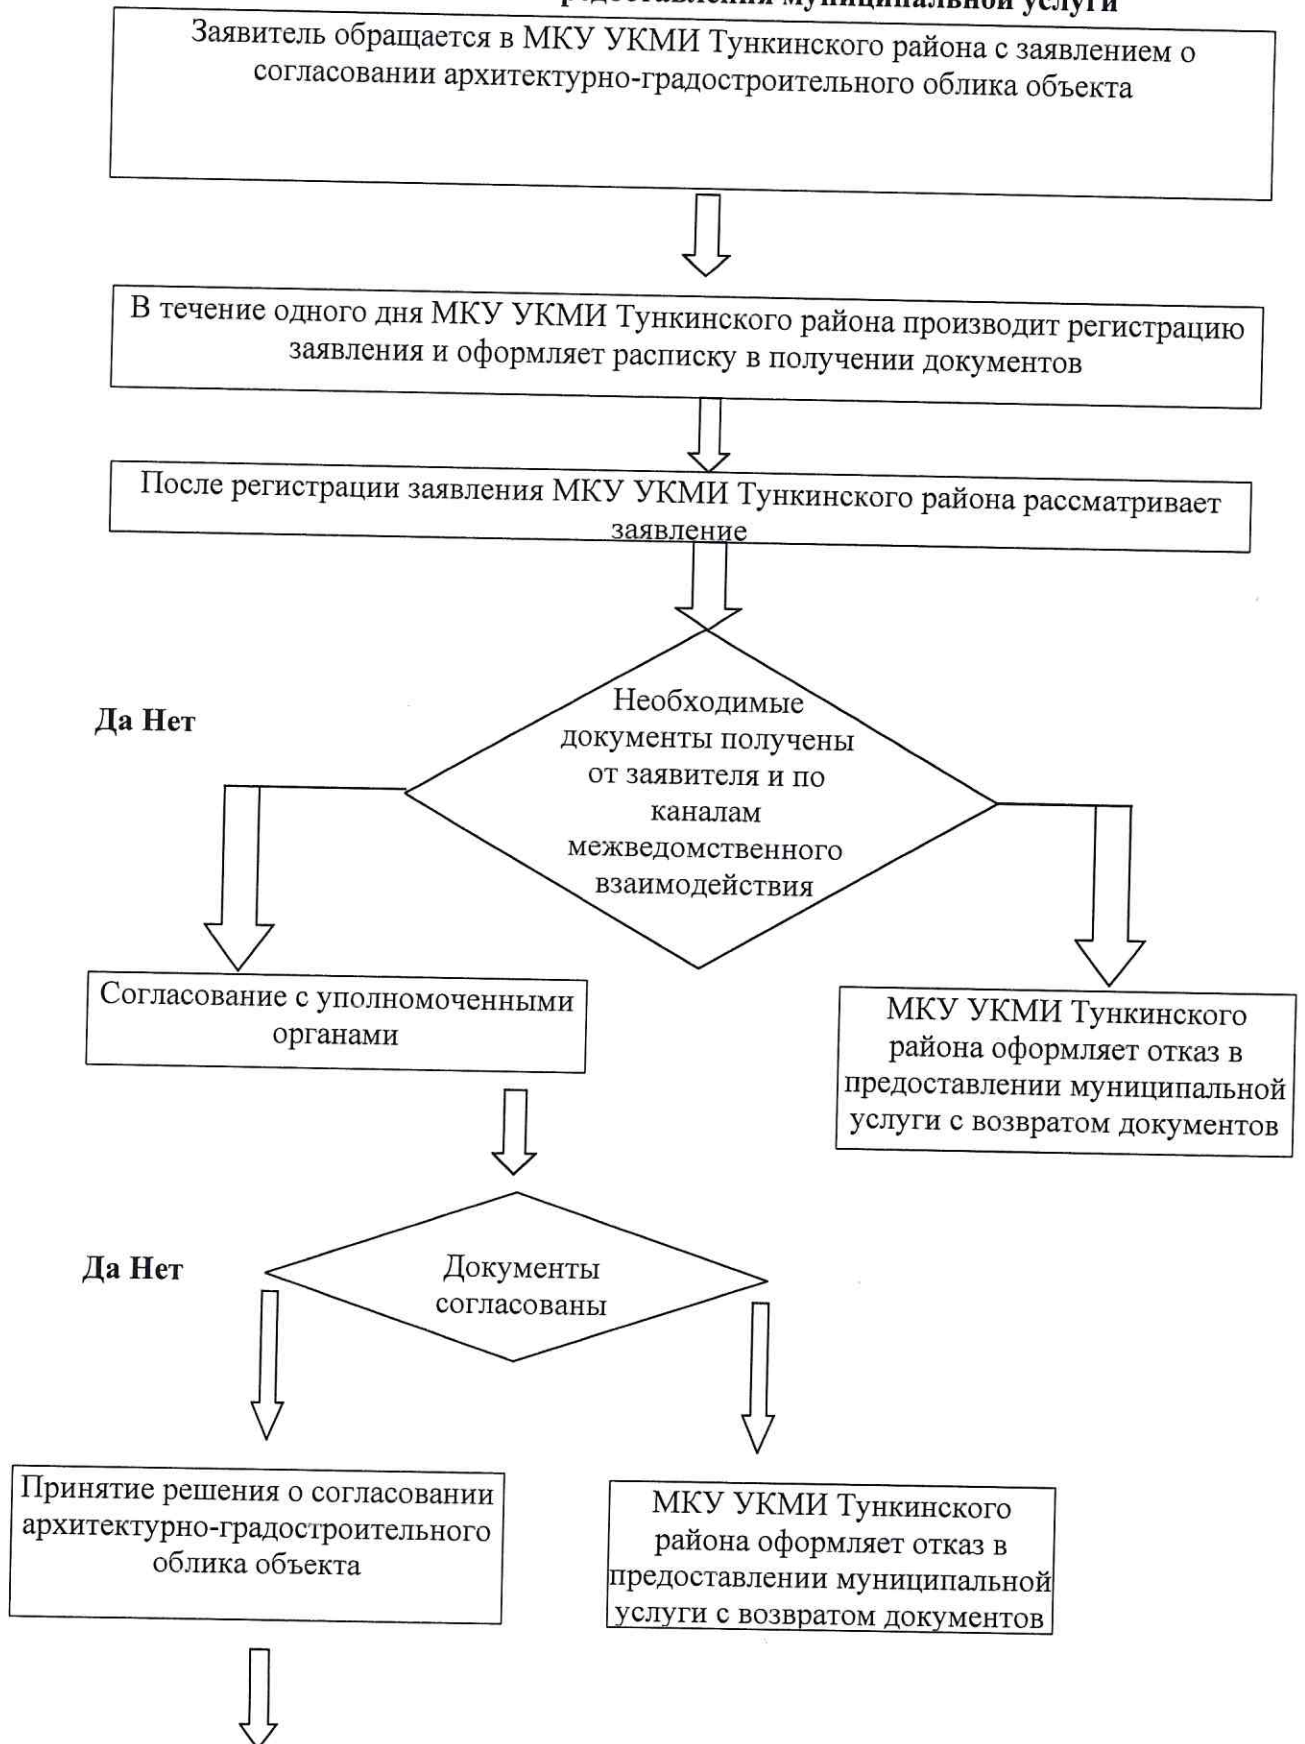 муниципальной услуги
Заявитель обращается в МКУ УКМИ Тункинского района с заявлением о
согласовании архитектурно-градостроительного облика объекта
В течение одного дня МКУ УКМИ Тункинского района производит регистрацию
заявления и оформляет расписку в получении документов
После регистрации заявления МКУ УКМИ Тункинского района рассматривает
заявление
Да Нет
Необходимые
документы получены
от заявителя и по
каналам
межведомственного
взаимодействия
Согласование с уполномоченными
органами
МКУ УКМИ Тункинского
района оформляет отказ в
предоставлении муниципальной
услуги с возвратом документов
Да Нет
Документы
согласованы
Принятие решения о согласовании
архитектурно-градостроительного
облика объекта
МКУ УКМИ Тункинского
района оформляет отказ в
предоставлении муниципальной
услуги с возвратом документов